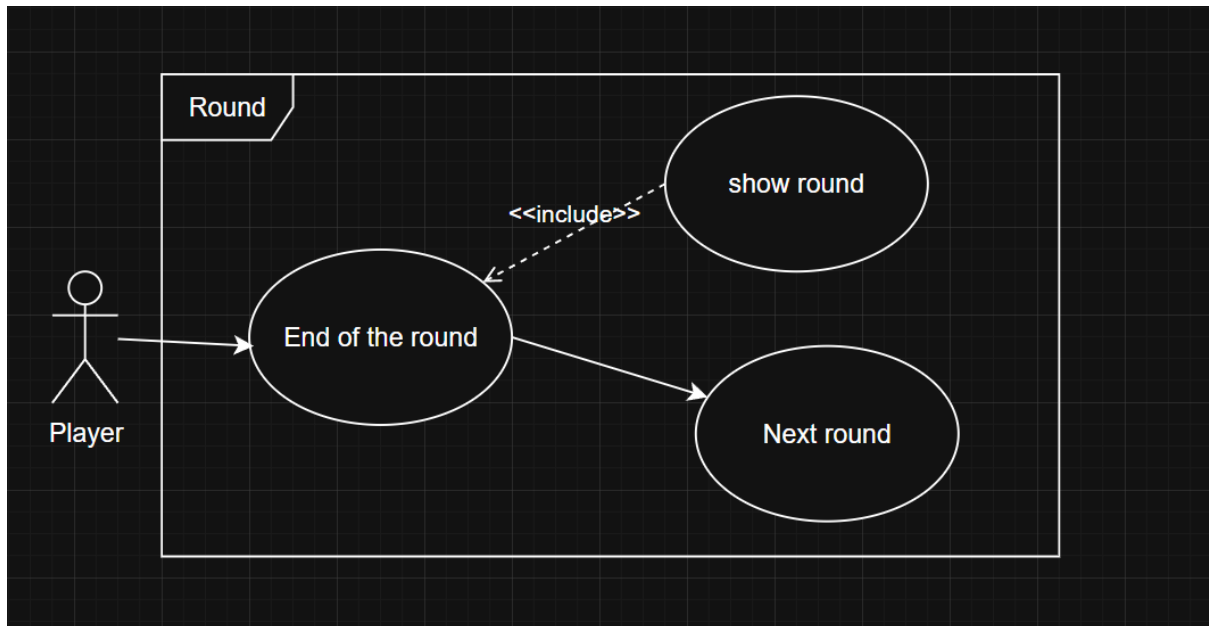 Round
show round
<<include>>
End of the round
Player
Next round